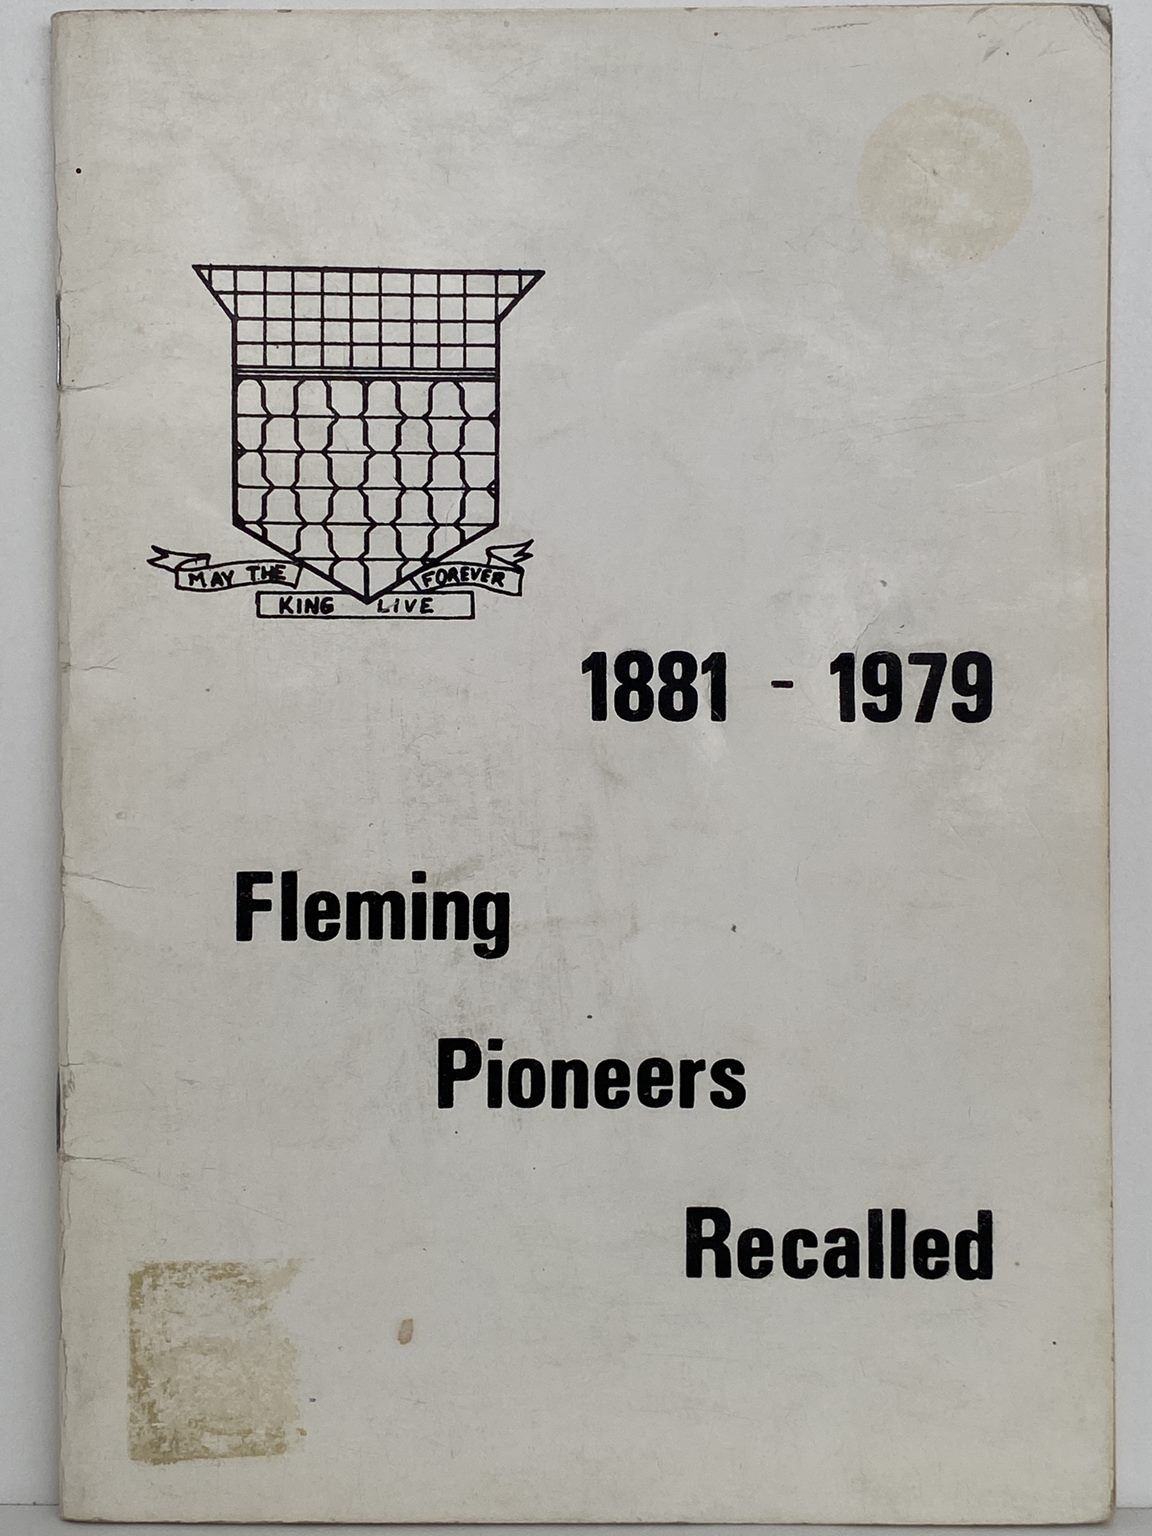 MAY THE
FOREVER
KING LIVE
1881 - 1979
Fleming
Pioneers
Recalled